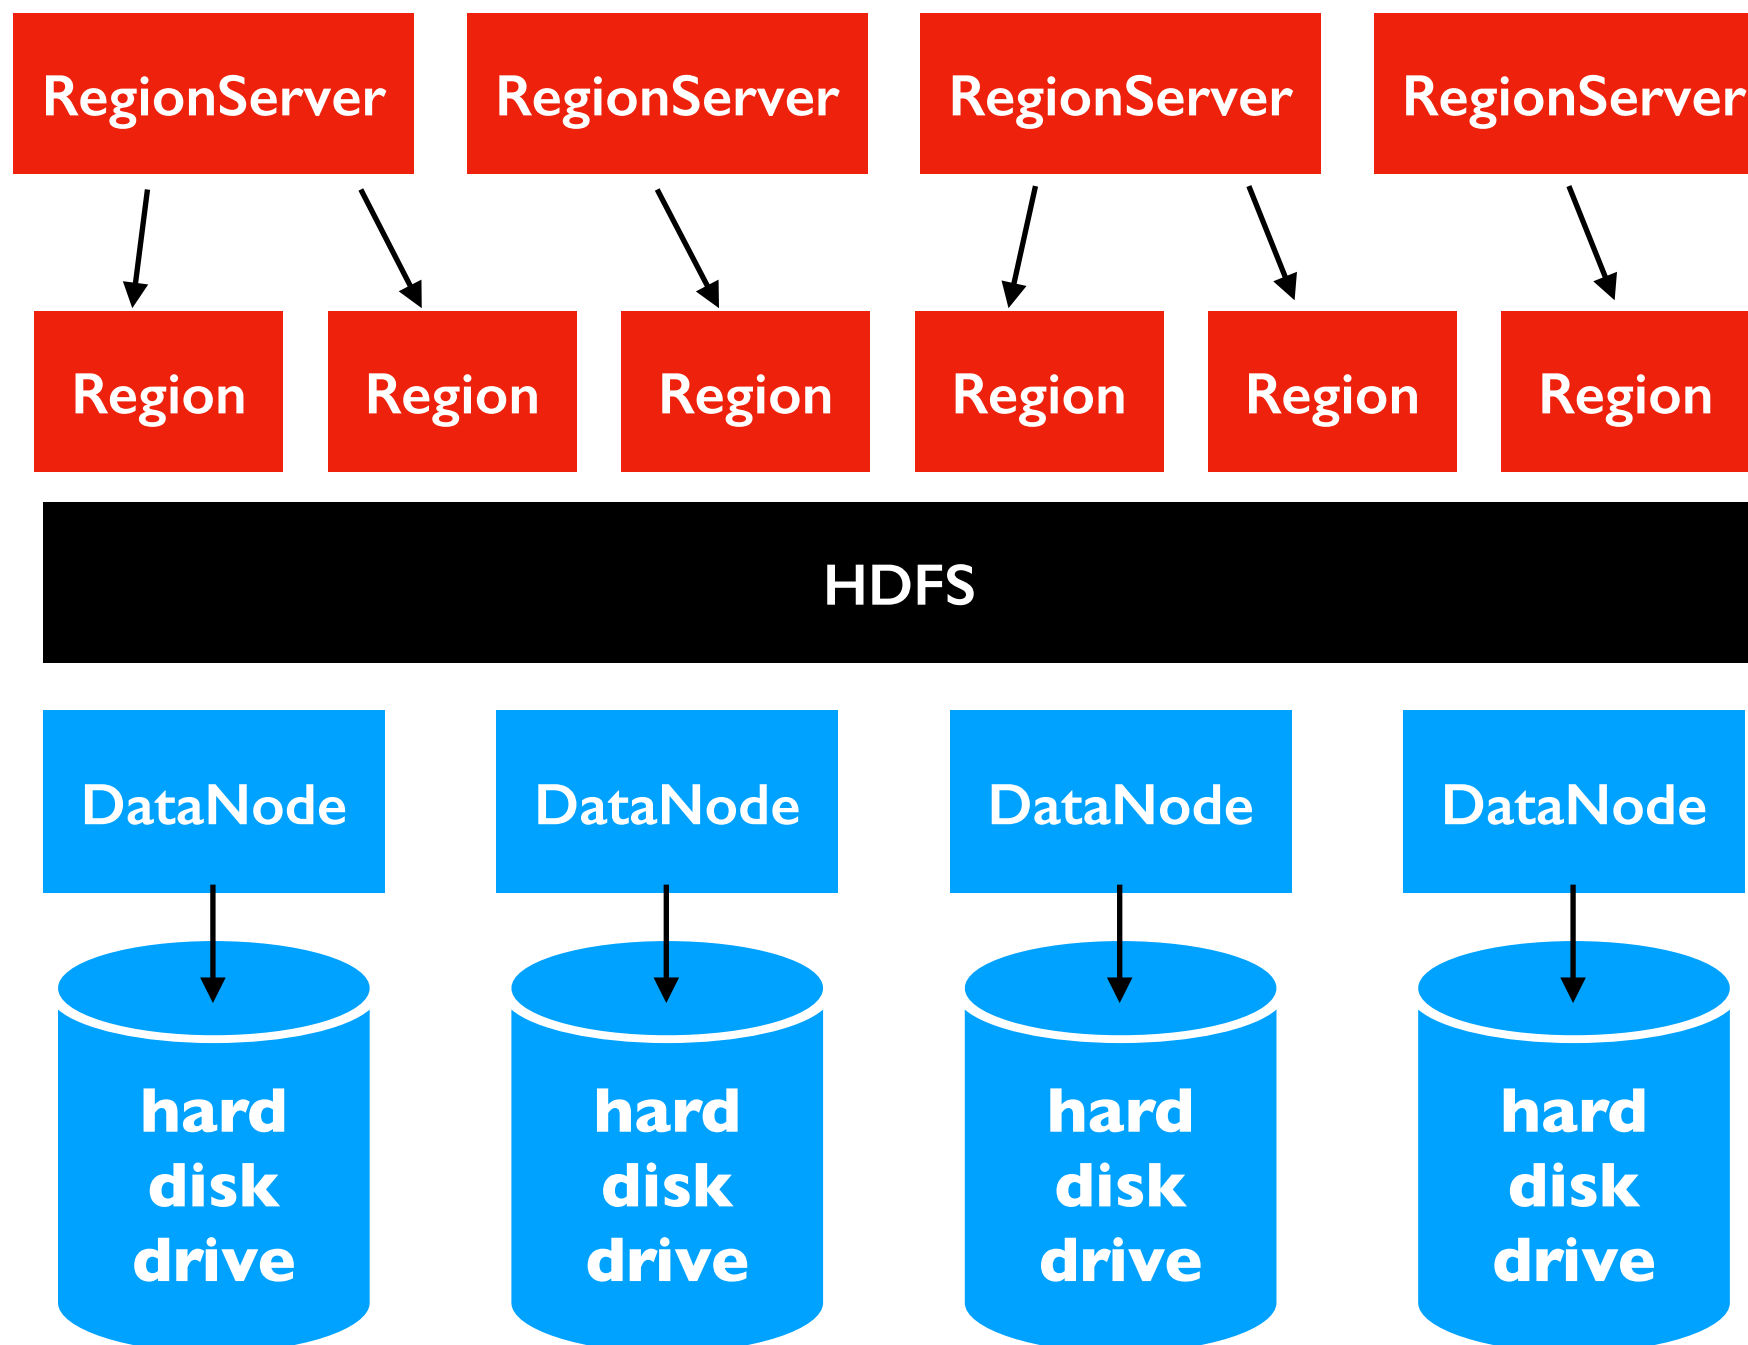 RegionServer RegionServer RegionServer RegionServer
Region Region Region Region Region Region
HDFS
DataNode DataNode DataNode DataNode
hard hard hard hard
disk disk disk disk
drive drive drive drive